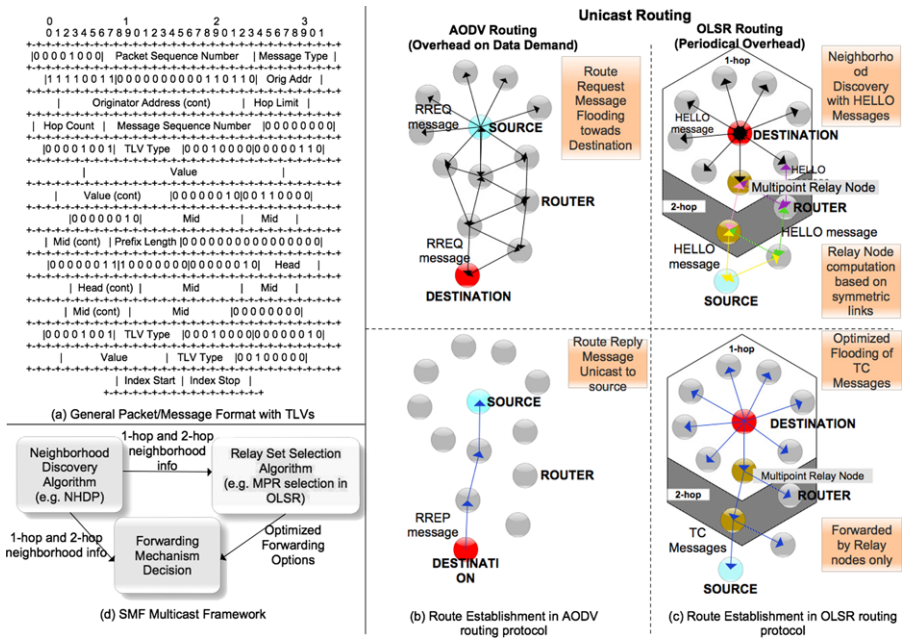 0 1 2 3
0 1 2 3 4 5 6 7 8 9 0 1 2 3 4 5 6 7 8 9 0 1 2 3 4 5 6 7 8 9 0 1
|0 0 0 0 1 0 0 1| Packet Sequence Number | Message Type |
|1 1 1 1 0 0 1 1|0 0 0 0 0 0 0 0 0 0 1 1 0 1 1 0| Orig Addr |
| Originator Address (cont) | Hop Limit |
| Hop Count | Message Sequence Number |0 0 0 0 0 0 0 0|
|0 0 0 0 1 0 0 1| TLV Type |0 0 0 1 0 0 0 0|0 0 0 0 0 1 1 0|
| Value |
| Value (cont) |0 0 0 0 0 0 1 0|0 0 1 1 0 0 0 0|
|0 0 0 0 0 0 1 0| Mid | Mid |
| Mid (cont) | Prefix Length|0 0 0 0 0 0 0 0 0 0 0 0 0 0 0 0|
|0 0 0 0 0 0 1 1|1 0 0 0 0 0 0 0|0 0 0 0 0 0 1 0| Head |
| Head (cont) | Mid | Mid |
| Mid (cont) | Mid |0 0 0 0 0 0 0 0|
|0 0 0 0 1 0 0 1| TLV Type |0 0 0 1 0 0 0 0|0 0 0 0 0 0 1 0|
| Value | TLV Type |0 0 1 0 0 0 0 0|
| Index Start | Index Stop |
(a) General Packet/Message Format with TLVs
1-hop and 2-hop
neighborhood
info
Neighborhood
Discovery
Algorithm
(e.g. NHDP)
Relay Set Selection
Algorithm
(e.g. MPR selection in
OLSR)
1-hop and 2-hop
neighborhood info
Forwarding
Mechanism
Decision
Optimized
Forwarding
Options
(d) SMF Multicast Framework
Unicast Routing
AODV Routing
(Overhead on Data Demand)
Route
Request
Message
Flooding
towards
Destination
RREQ
message
SOURCE
ROUTER
RREQ
message
DESTINATION
OLSR Routing
(Periodical Overhead)
1-hop
Neighborho
od
Discovery
with HELLO
Messages
HELLO
message
DESTINATION
HELLO
Multipoint Relay Node
2-hop
ROUTER
HELLO message
HELLO
message
SOURCE
Relay Node
computation
based on
symmetric
links
Route Reply
Message
Unicast to
source
SOURCE
ROUTER
RREP
message
DESTINATI
ON
(b) Route Establishment in AODV
routing protocol
1-hop
Optimized
Flooding of
TC
Messages
DESTINATION
Multipoint Relay Node
2-hop
ROUTER
TC
Messages
Forwarded
by Relay
nodes only
SOURCE
(c) Route Establishment in OLSR routing
protocol